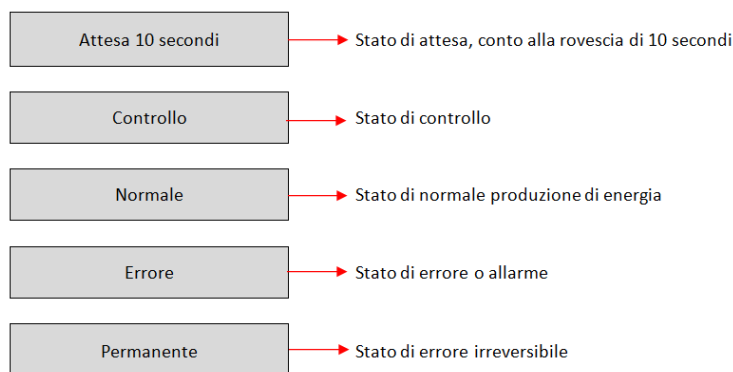 Attesa 10 secondi Stato di attesa, conto alla rovescia di 10 secondi
Controllo Stato di controllo
Normale Stato di normale produzione di energia
Errore Stato di errore o allarme
Permanente Stato di errore irreversibile